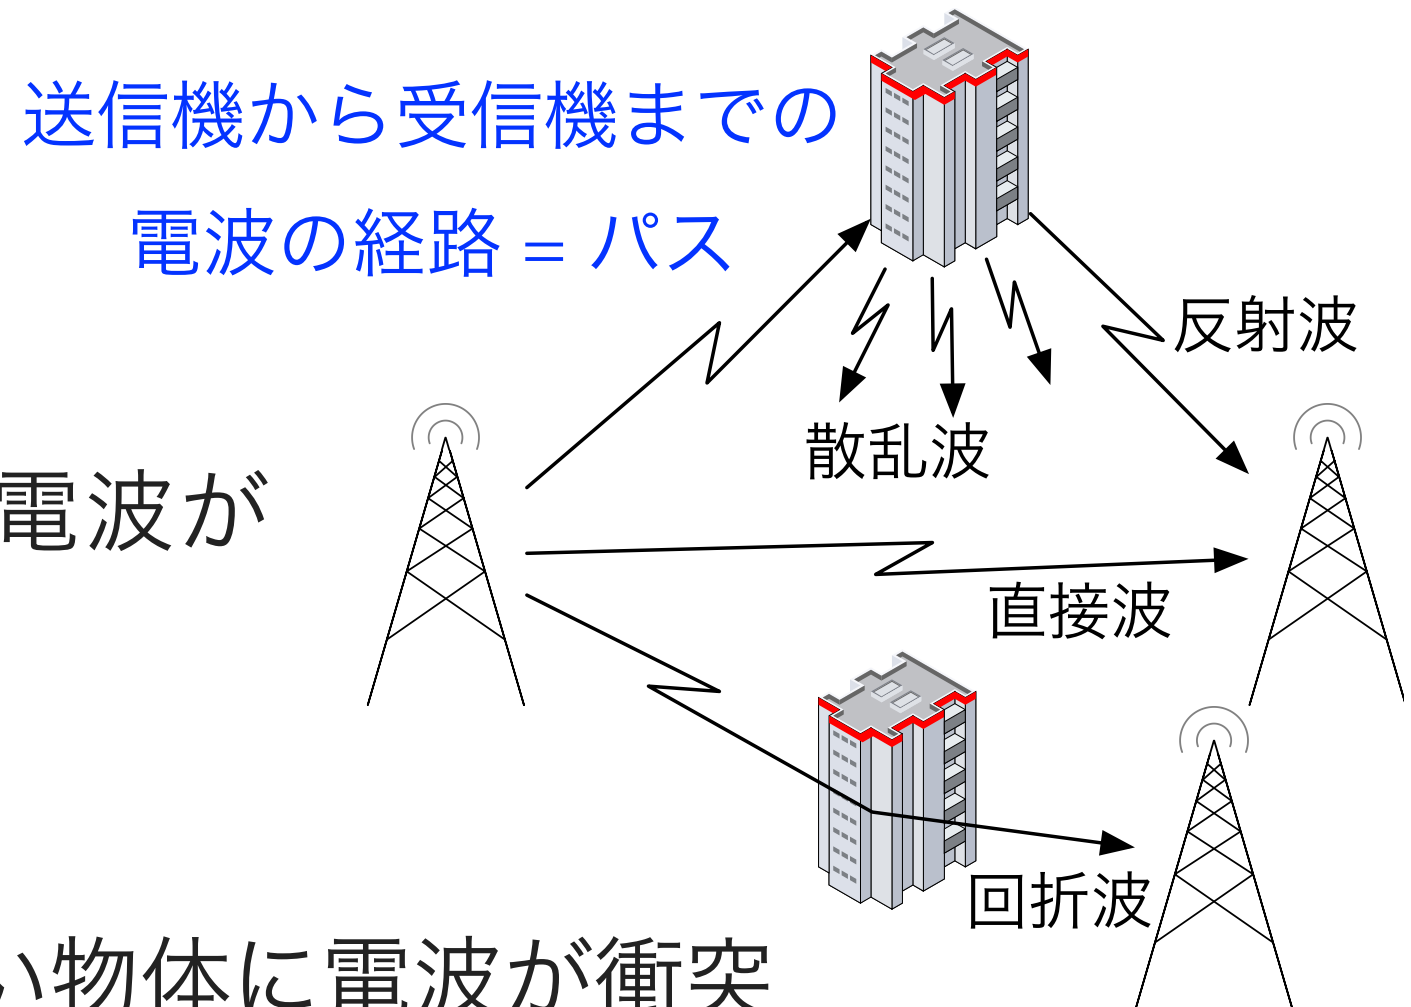 送信機から受信機までの
電波の経路 = パス
反射波
散乱波
電波が
直接波
回折波
い物体に電波が衝突